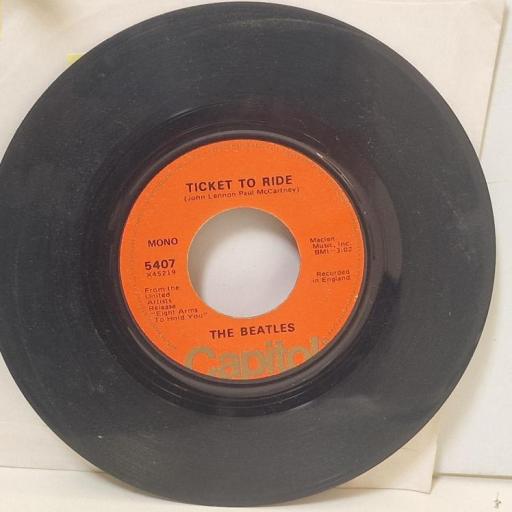 TICKET TO RIDE
(John Lennon Paul McCartney)
MONO
5407
X45219
From the
United
Artists
Release
"Eight Arms
To Hold You"
Maclen
Music, Inc.
BMI-3:02
Recorded
in England
THE BEATLES
Capitol